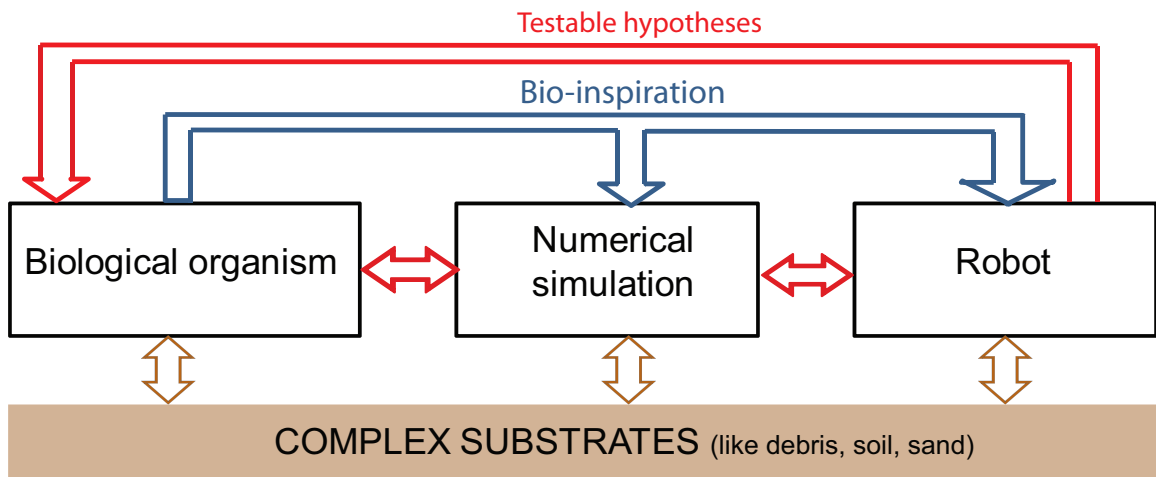 Testable hypotheses
Bio-inspiration
Biological organism
Numerical
simulation
Robot
COMPLEX SUBSTRATES (like debris, soil, sand)